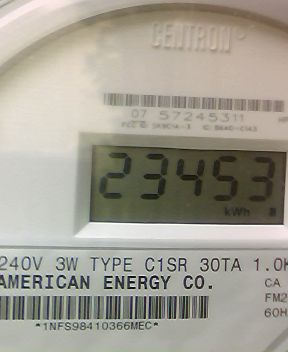 CENTRON®
07 57245311
23453
kWh
240V 3W TYPE C1SR 30TA 1.0K
AMERICAN ENERGY CO.
CA
FM2
60H
*1NFS98410366MEC*